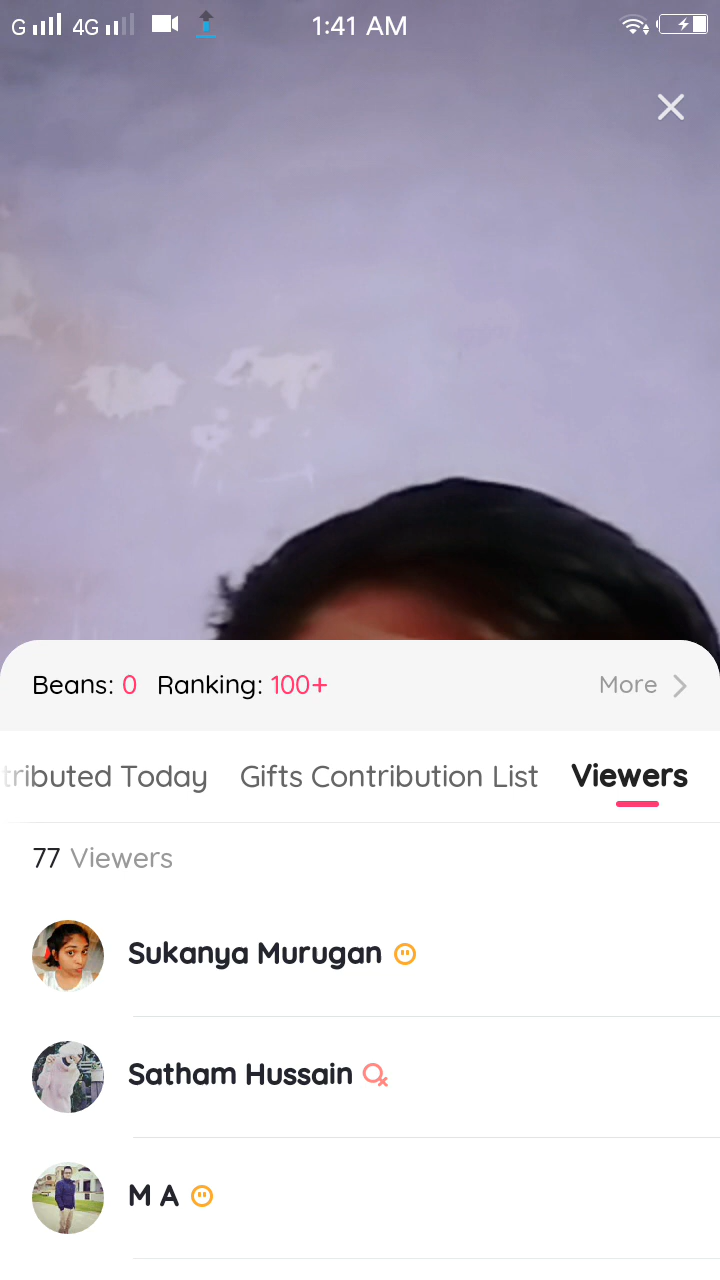 G 4G 1:41 AM
Beans: 0 Ranking: 100+ More
tributed Today Gifts Contribution List Viewers
77 Viewers
Sukanya Murugan
Satham Hussain
M A